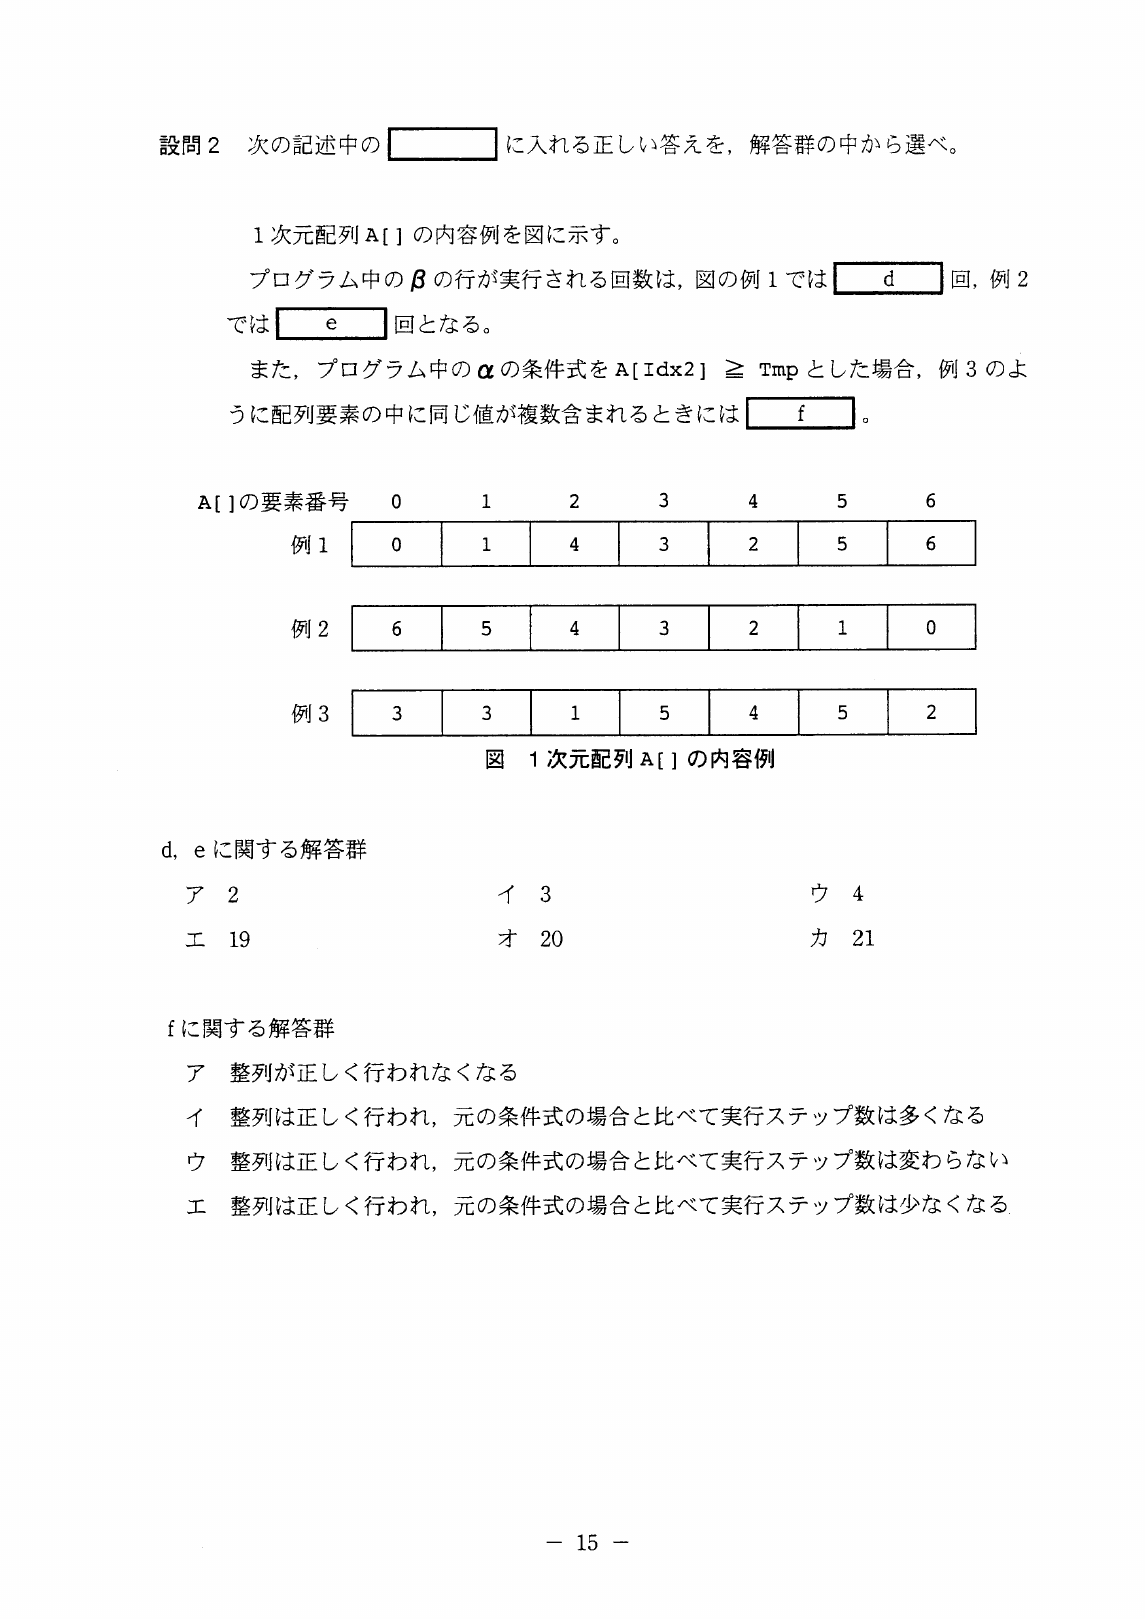 設問2 次の記述中の に入れる正しい答えを，解答群の中から選べ。
1次元配列 A[] の内容例を図に示す。
プログラム中の β の行が実行される回数は，図の例1では d 回，例2
では e 回となる。
また，プログラム中の α の条件式を A[Idx2] ≧ Tmp とした場合，例3のよ
うに配列要素の中に同じ値が複数含まれるときには f 。
A[]の要素番号 0 1 2 3 4 5 6
例1 0 1 4 3 2 5 6
例2 6 5 4 3 2 1 0
例3 3 3 1 5 4 5 2
図 1次元配列 A[] の内容例
d，e に関する解答群
ア 2 イ 3 ウ 4
エ 19 オ 20 カ 21
f に関する解答群
ア 整列が正しく行われなくなる
イ 整列は正しく行われ，元の条件式の場合と比べて実行ステップ数は多くなる
ウ 整列は正しく行われ，元の条件式の場合と比べて実行ステップ数は変わらない
エ 整列は正しく行われ，元の条件式の場合と比べて実行ステップ数は少なくなる
― 15 ―